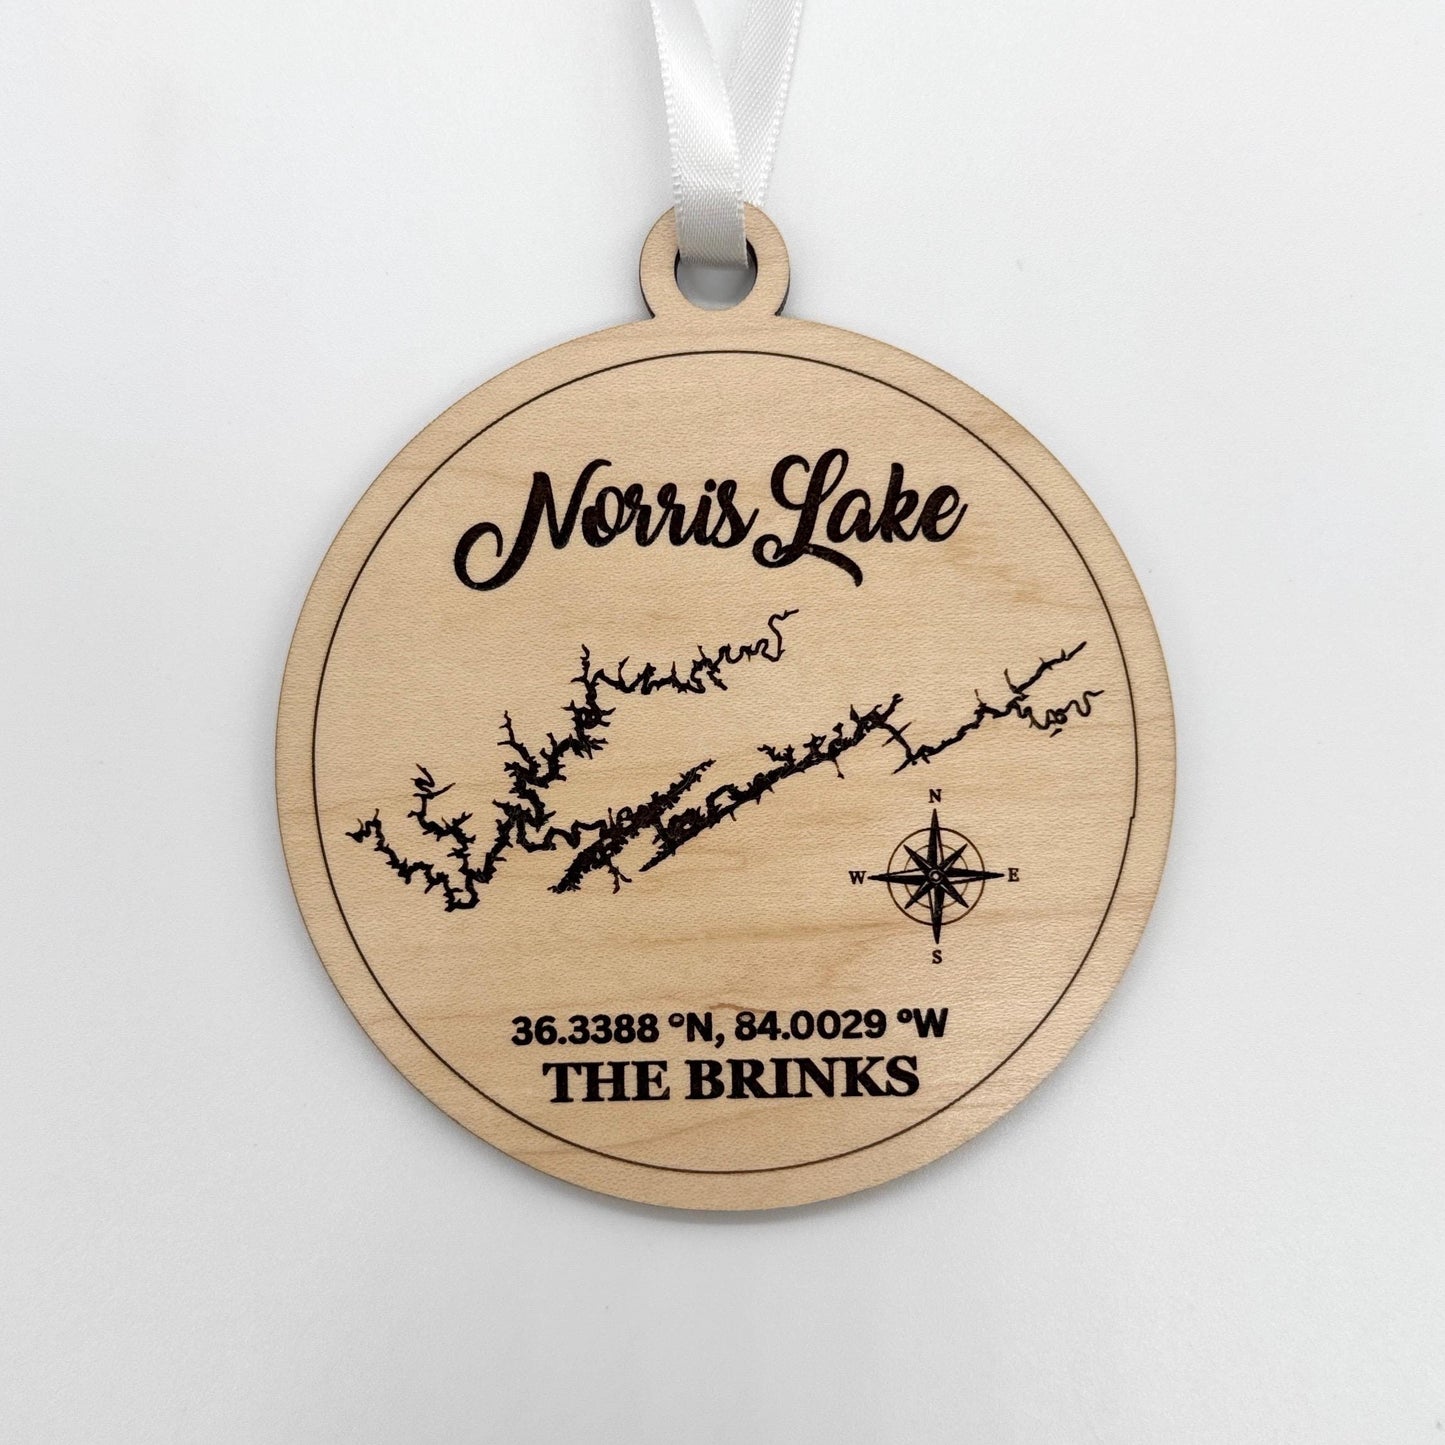 Norris Lake
N
W E
S
36.3388 °N, 84.0029 °W
THE BRINKS